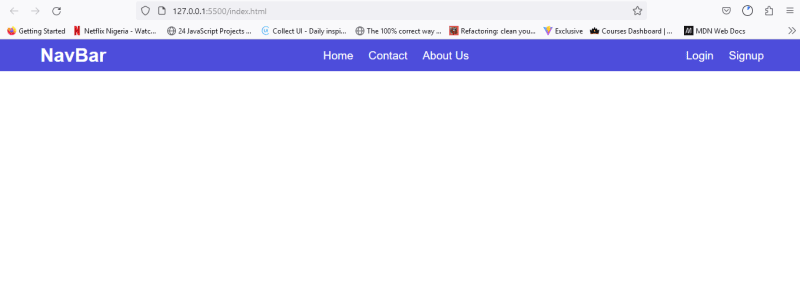 127.0.0.1:5500/index.html
Getting Started Netflix Nigeria - Watc... 24 JavaScript Projects ... Collect UI - Daily inspi... The 100% correct way ... Refactoring: clean you... Exclusive Courses Dashboard | ... MDN Web Docs
NavBar Home Contact About Us Login Signup